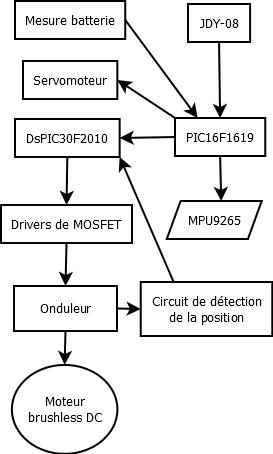 Mesure batterie
JDY-08
Servomoteur
DsPIC30F2010
PIC16F1619
Drivers de MOSFET
MPU9265
Onduleur
Circuit de détection
de la position
Moteur
brushless DC